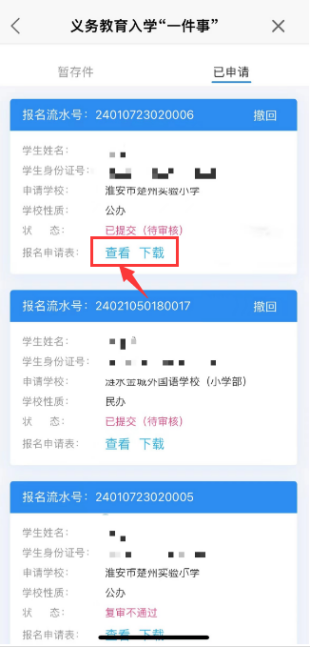 义务教育入学“一件事”
暂存件 已申请
报名流水号：24010723020006 撤回
学生姓名：
学生身份证号：
申请学校：淮安市楚州实验小学
学校性质：公办
状 态：已提交（待审核）
报名申请表：查看 下载
报名流水号：24021050180017 撤回
学生姓名：
学生身份证号：
申请学校：涟水金城外国语学校（小学部）
学校性质：民办
状 态：已提交（待审核）
报名申请表：查看 下载
报名流水号：24010723020005
学生姓名：
学生身份证号：
申请学校：淮安市楚州实验小学
学校性质：公办
状 态：复审不通过
报名申请表：查看 下载